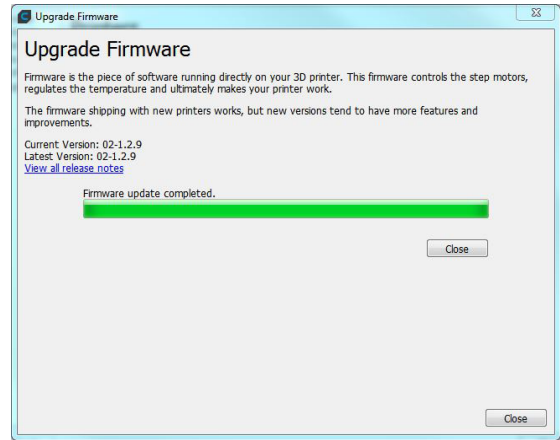 Upgrade Firmware
Upgrade Firmware
Firmware is the piece of software running directly on your 3D printer. This firmware controls the step motors,
regulates the temperature and ultimately makes your printer work.
The firmware shipping with new printers works, but new versions tend to have more features and
improvements.
Current Version: 02-1.2.9
Latest Version: 02-1.2.9
View all release notes
Firmware update completed.
Close
Close